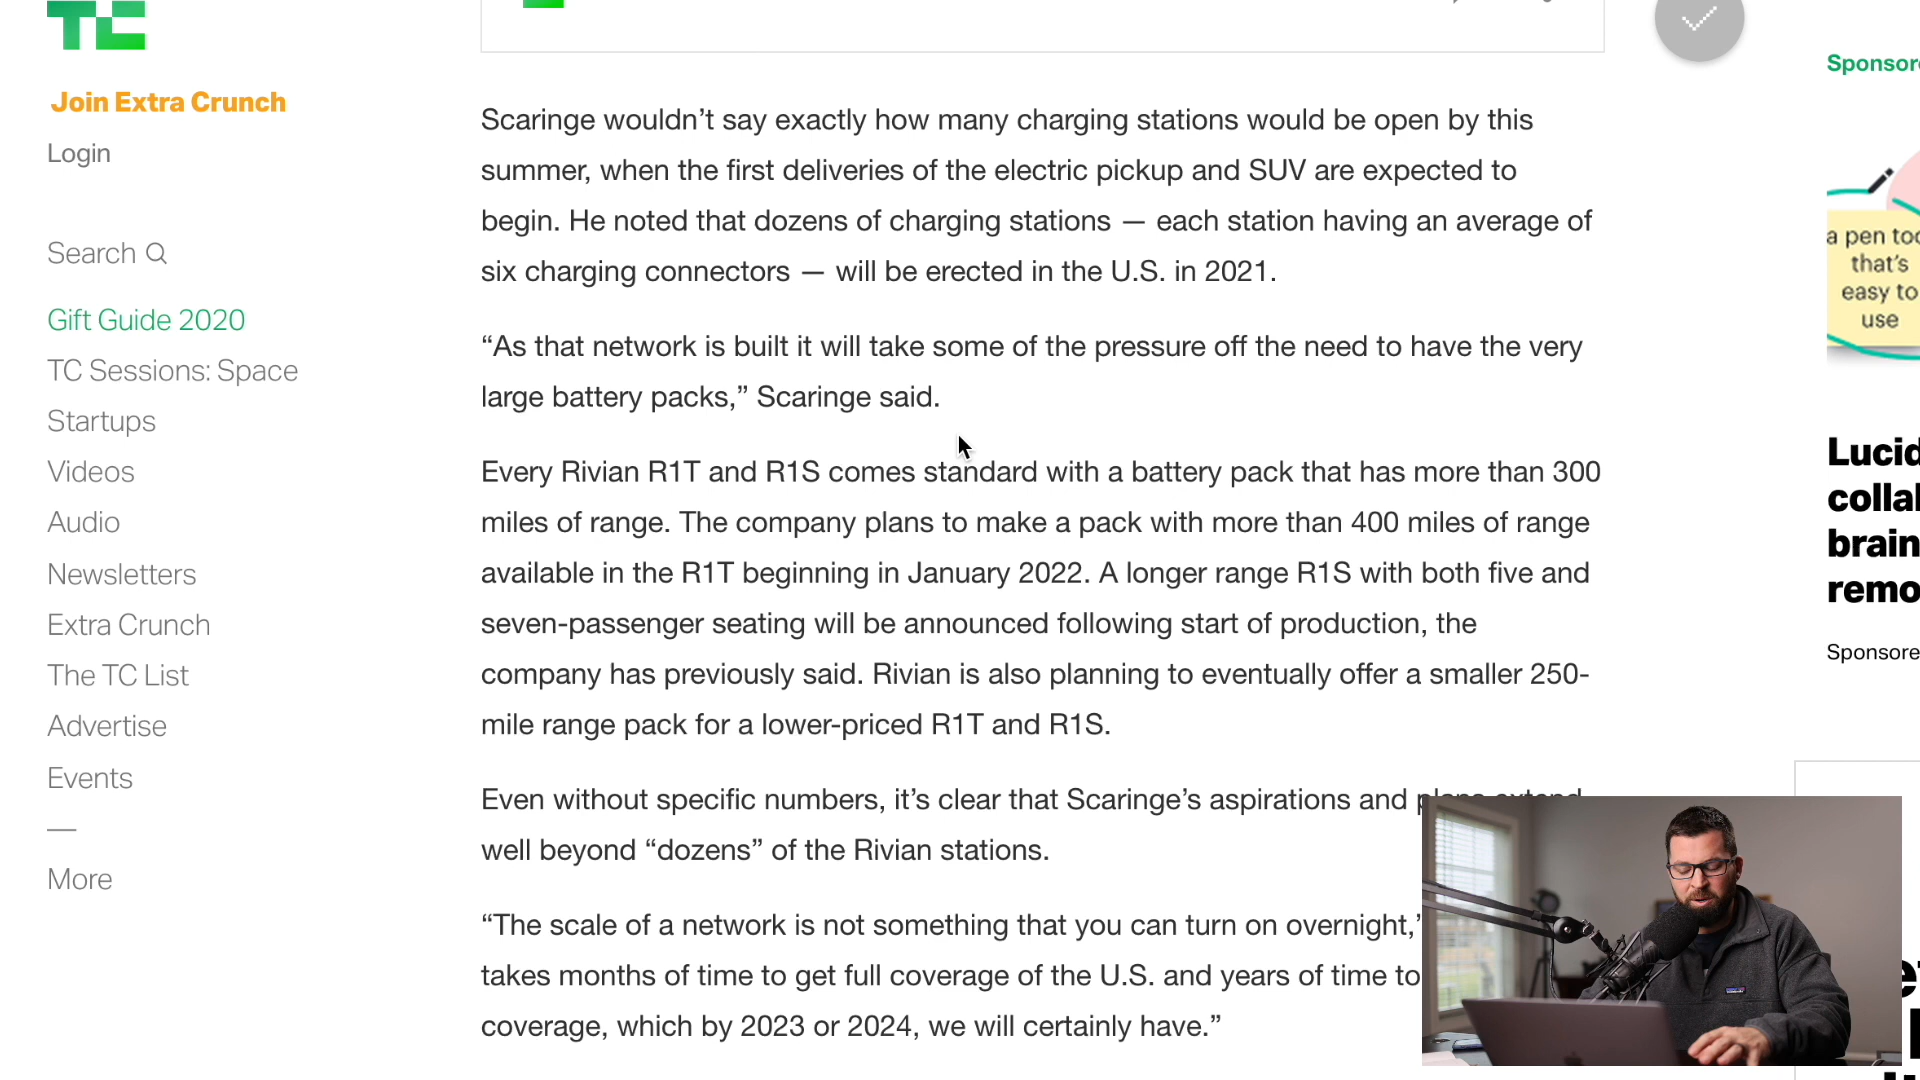 TC
Join Extra Crunch
Login
Search
Gift Guide 2020
TC Sessions: Space
Startups
Videos
Audio
Newsletters
Extra Crunch
The TC List
Advertise
Events
More
Scaringe wouldn’t say exactly how many charging stations would be open by this
summer, when the first deliveries of the electric pickup and SUV are expected to
begin. He noted that dozens of charging stations — each station having an average of
six charging connectors — will be erected in the U.S. in 2021.
“As that network is built it will take some of the pressure off the need to have the very
large battery packs,” Scaringe said.
Every Rivian R1T and R1S comes standard with a battery pack that has more than 300
miles of range. The company plans to make a pack with more than 400 miles of range
available in the R1T beginning in January 2022. A longer range R1S with both five and
seven-passenger seating will be announced following start of production, the
company has previously said. Rivian is also planning to eventually offer a smaller 250-
mile range pack for a lower-priced R1T and R1S.
Even without specific numbers, it’s clear that Scaringe’s aspirations and plans extend
well beyond “dozens” of the Rivian stations.
“The scale of a network is not something that you can turn on overnight,”
takes months of time to get full coverage of the U.S. and years of time to
coverage, which by 2023 or 2024, we will certainly have.”
Sponsore
a pen too
that’s
easy to
use
Lucid
collab
brain
remo
Sponsore